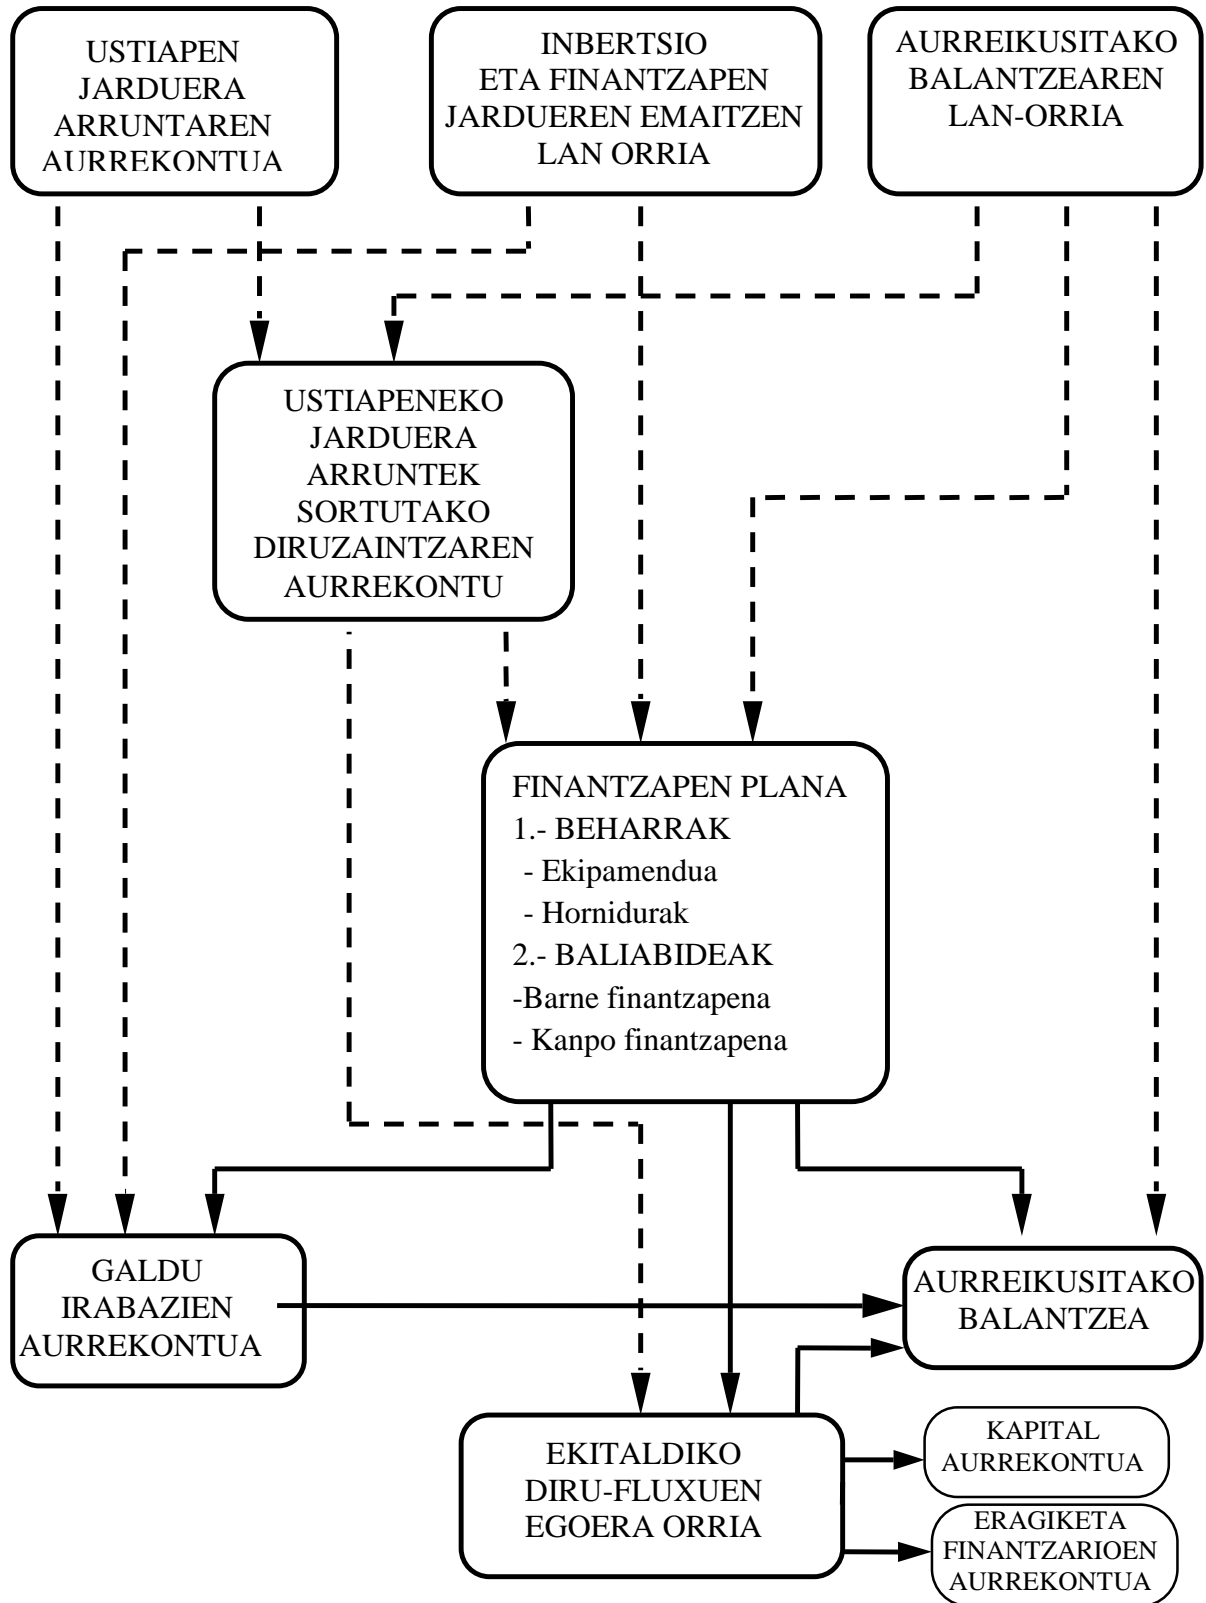 USTIAPEN
JARDUERA
ARRUNTAREN
AURREKONTUA
INBERTSIO
ETA FINANTZAPEN
JARDUEREN EMAITZEN
LAN ORRIA
AURREIKUSITAKO
BALANTZEAREN
LAN-ORRIA
USTIAPENEKO
JARDUERA
ARRUNTEK
SORTUTAKO
DIRUZAINTZAREN
AURREKONTU
FINANTZAPEN PLANA
1.- BEHARRAK
- Ekipamendua
- Hornidurak
2.- BALIABIDEAK
-Barne finantzapena
- Kanpo finantzapena
GALDU
IRABAZIEN
AURREKONTUA
AURREIKUSITAKO
BALANTZEA
EKITALDIKO
DIRU-FLUXUEN
EGOERA ORRIA
KAPITAL
AURREKONTUA
ERAGIKETA
FINANTZARIOEN
AURREKONTUA